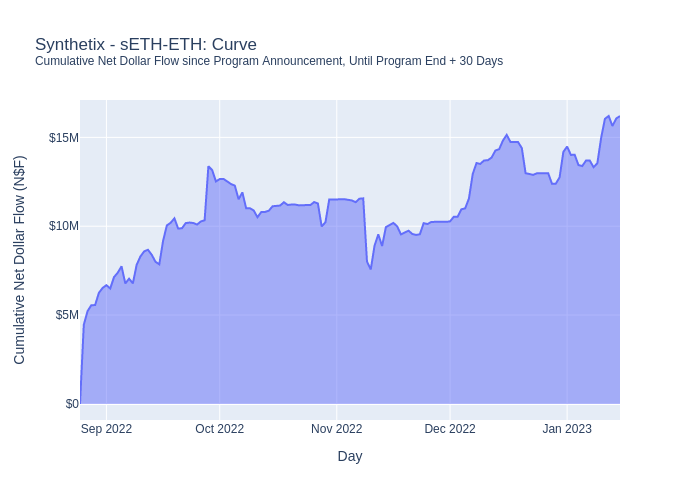 Synthetix - sETH-ETH: Curve
Cumulative Net Dollar Flow since Program Announcement, Until Program End + 30 Days
Cumulative Net Dollar Flow (N$F)
$15M
$10M
$5M
$0
Sep 2022
Oct 2022
Nov 2022
Dec 2022
Jan 2023
Day